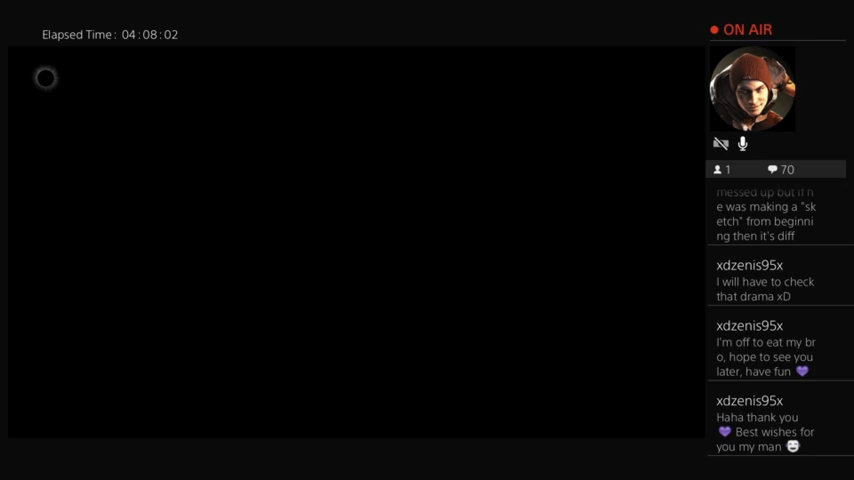 Elapsed Time: 04:08:02
ON AIR
1
70
messed up but if h
e was making a "sk
etch" from beginni
ng then it's diff
xdzenis95x
I will have to check
that drama xD
xdzenis95x
I'm off to eat my br
o, hope to see you
later, have fun 💜
xdzenis95x
Haha thank you
💜 Best wishes for
you my man